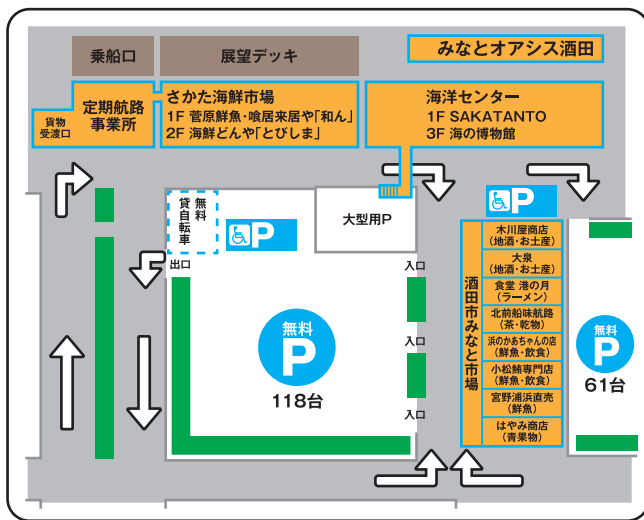 乗船口
展望デッキ
みなとオアシス酒田
貨物
受渡口
定期航路
事業所
さかた海鮮市場
1F 菅原鮮魚・喰居来居や「和ん」
2F 海鮮どんや「とびしま」
海洋センター
1F SAKATANTO
3F 海の博物館
無料
貸自転車
P
大型用P
P
出口
入口
入口
入口
無料
P
118台
酒田市みなと市場
木川屋商店
(地酒・お土産)
大泉
(地酒・お土産)
食堂 港の月
(ラーメン)
北前船味航路
(茶・乾物)
浜のかあちゃんの店
(鮮魚・飲食)
小松鮪専門店
(鮮魚・飲食)
宮野浦浜直売
(鮮魚)
はやみ商店
(青果物)
無料
P
61台